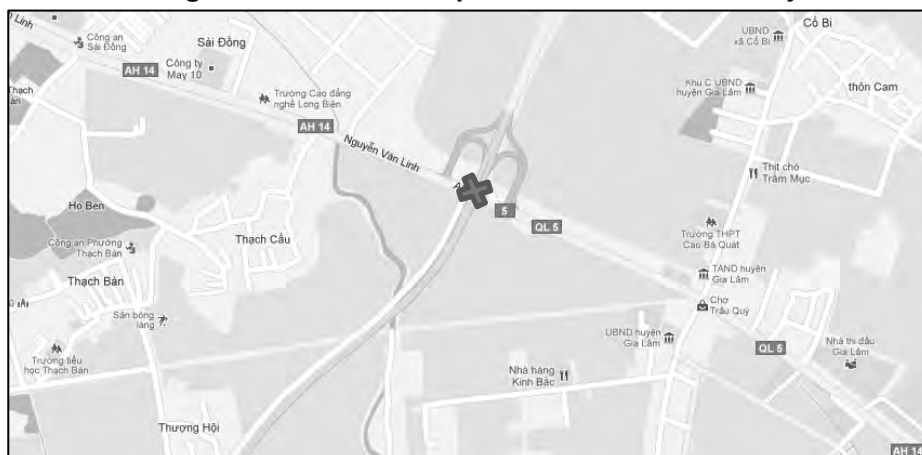 Linh
Công an
Sài Đồng
Sài Đồng
Công ty
May 10
AH 14
Thạch
Trường Cao đẳng
nghề Long Biên
AH 14
Nguyễn Văn Linh
UBND
xã Cổ Bi
Cổ Bi
Khu C UBND
huyện Gia Lâm
thôn Cam
Thịt chó
Trâm Mục
5
QL 5
Trường THPT
Cao Bá Quát
TAND huyện
Gia Lâm
Chợ
Trâu Quỳ
Ho Ben
Công an Phường
Thạch Bàn
Thạch Cầu
Thạch Bàn
Sân bóng
làng
Trường tiểu
học Thạch Bàn
UBND huyện
Gia Lâm
QL 5
Nhà thi đấu
Gia Lâm
Nhà hàng
Kinh Bắc
Thượng Hội
AH 14